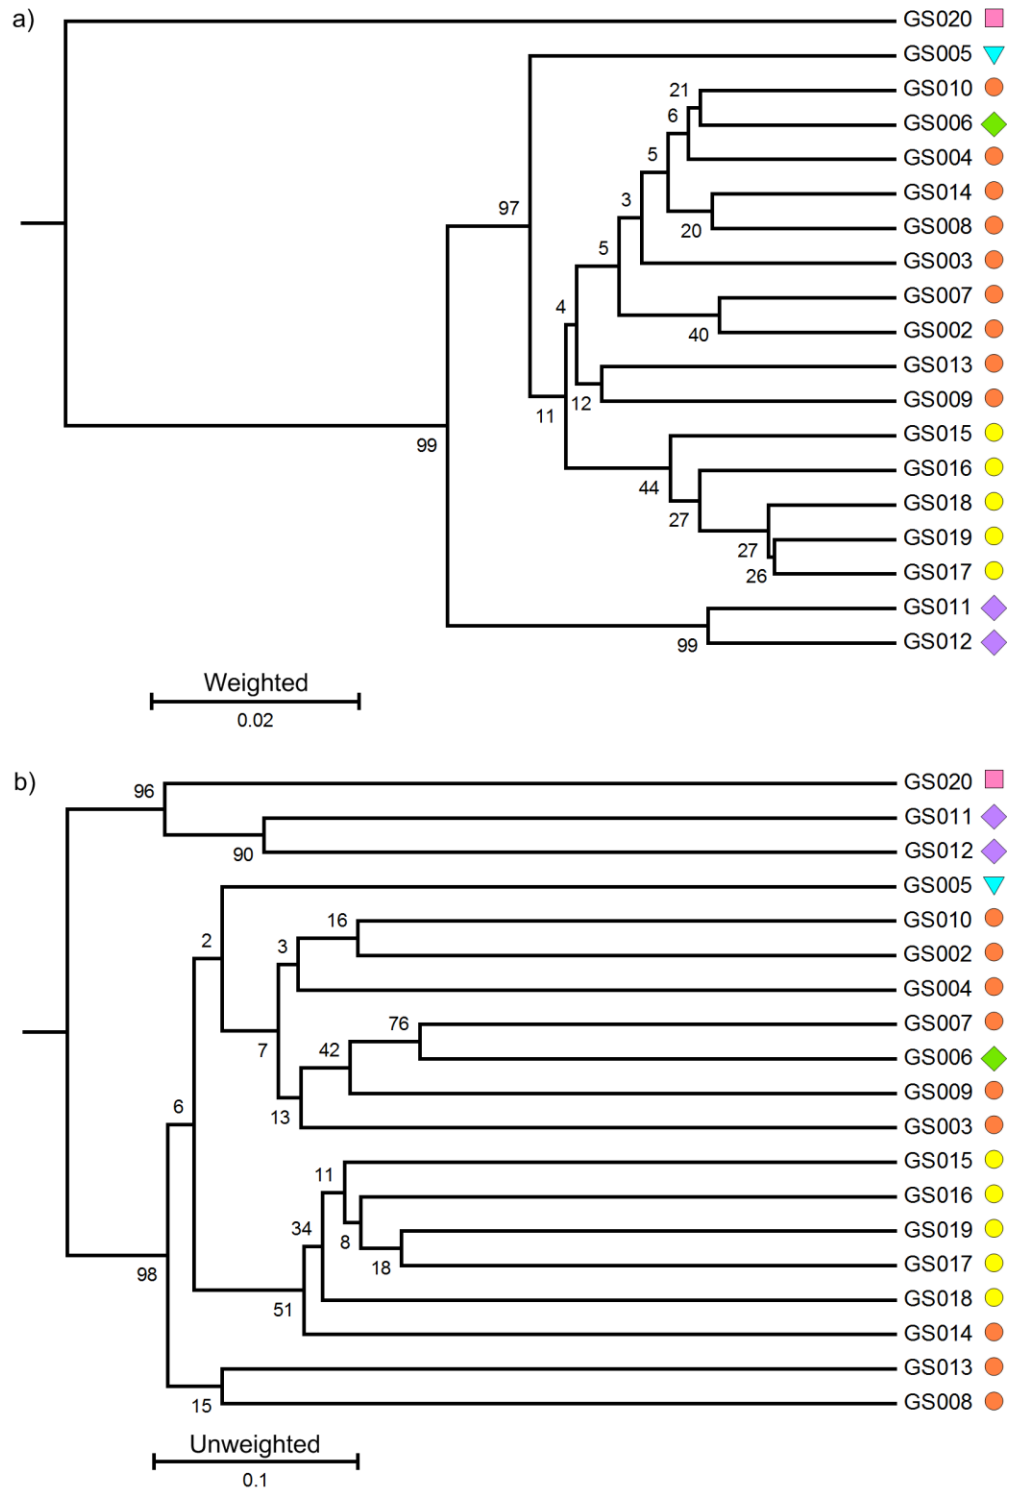 a)
GS020
GS005
97
21
GS010
6
GS006
5
GS004
3
GS014
20
GS008
5
GS003
4
GS007
40
GS002
GS013
11
12
GS009
99
GS015
44
GS016
27
GS018
27
GS019
26
GS017
GS011
99
GS012
Weighted
0.02
b)
96
GS020
GS011
90
GS012
GS005
2
16
GS010
3
GS002
GS004
7
76
GS007
42
GS006
GS009
13
GS003
6
11
GS015
GS016
34
8
GS019
18
GS017
98
51
GS018
GS014
GS013
15
GS008
Unweighted
0.1